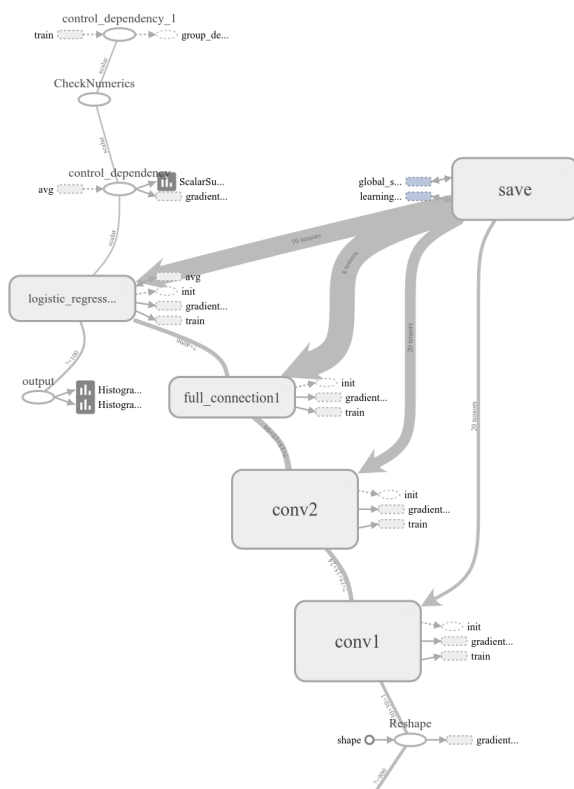 control_dependency_1
train
group_de...
scalar
CheckNumerics
scalar
control_dependency
avg
ScalarSu...
gradient...
global_s...
learning...
save
scalar
10 tensors
8 tensors
avg
init
gradient...
train
logistic_regress...
20 tensors
output
Histogra...
Histogra...
full_connection1
init
gradient...
train
20 tensors
conv2
init
gradient...
train
conv1
init
gradient...
train
Reshape
shape
gradient...